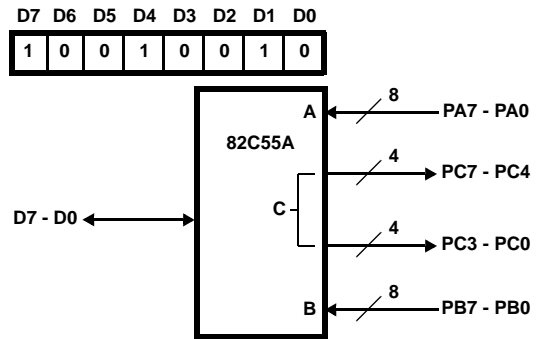 D7 D6 D5 D4 D3 D2 D1 D0
1 0 0 1 0 0 1 0
8
A PA7 - PA0
82C55A
4
PC7 - PC4
C
D7 - D0
4
PC3 - PC0
8
B PB7 - PB0